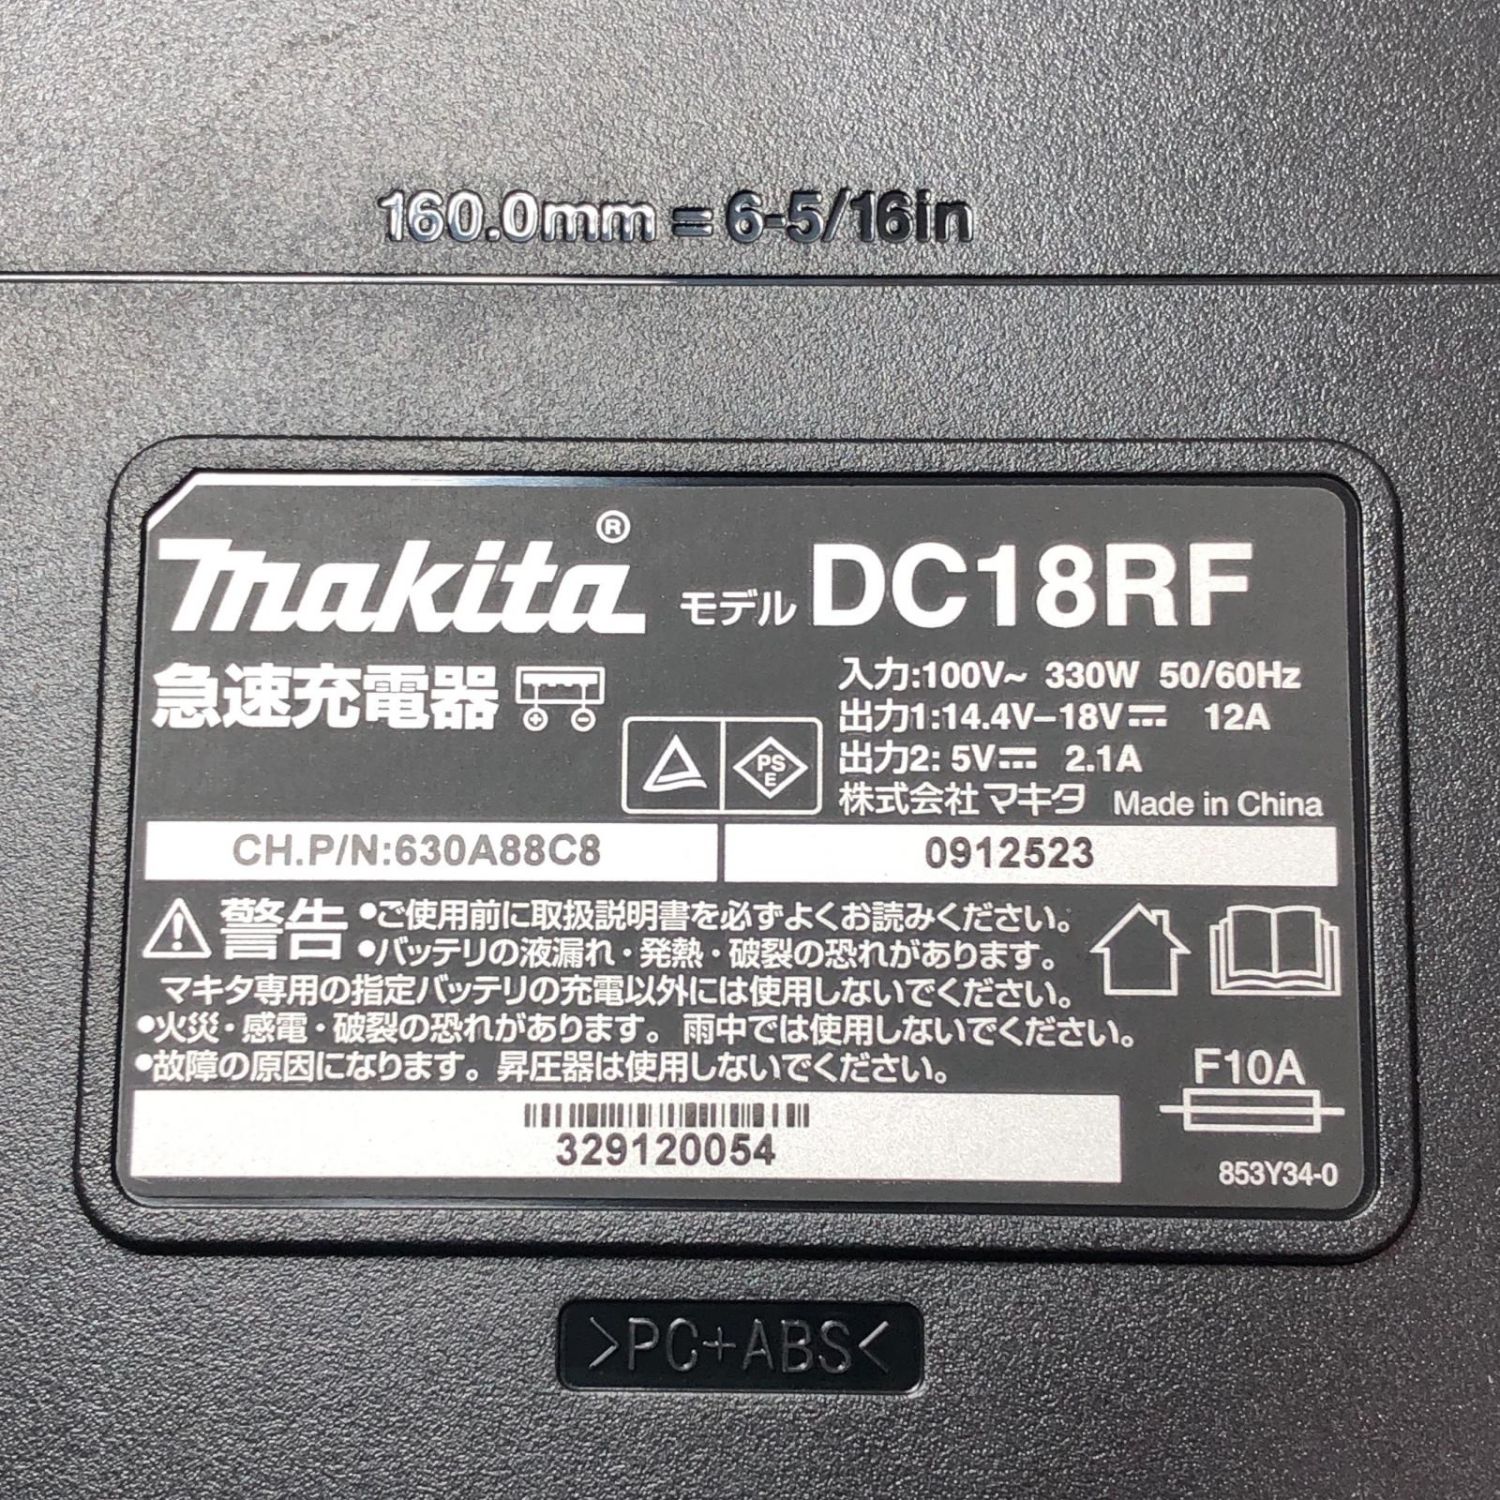 160.0mm = 6-5/16in
makita® モデル DC18RF
急速充電器
入力:100V~ 330W 50/60Hz
出力1:14.4V–18V⎓ 12A
出力2: 5V⎓ 2.1A
PS
E
株式会社 マキタ Made in China
CH.P/N:630A88C8 0912523
警告 •ご使用前に取扱説明書を必ずよくお読みください。
•バッテリの液漏れ・発熱・破裂の恐れがあります。
マキタ専用の指定バッテリの充電以外には使用しないでください。
•火災・感電・破裂の恐れがあります。雨中では使用しないでください。
•故障の原因になります。昇圧器は使用しないでください。
F10A
329120054
853Y34-0
>PC+ABS<